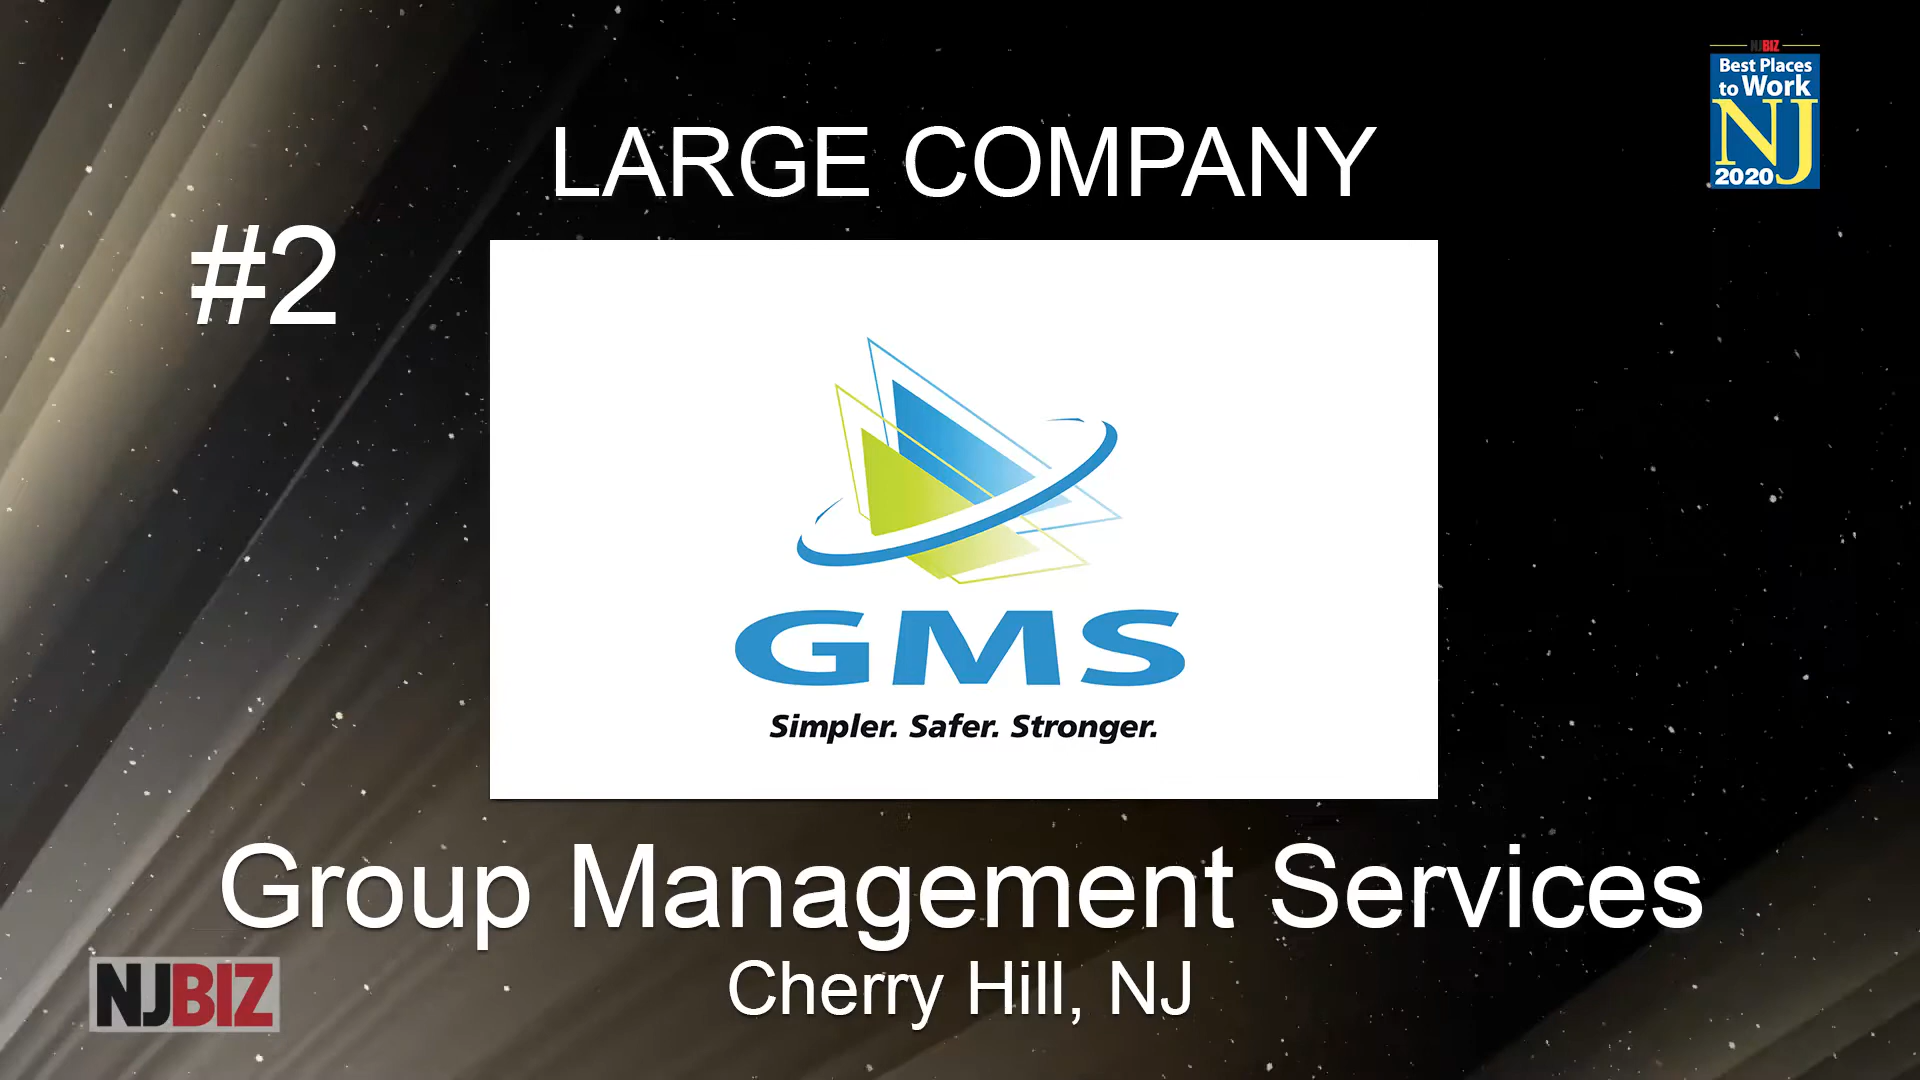 NJBIZ
Best Places
to Work
NJ
2020
LARGE COMPANY
#2
GMS
Simpler. Safer. Stronger.
Group Management Services
Cherry Hill, NJ
NJBIZ